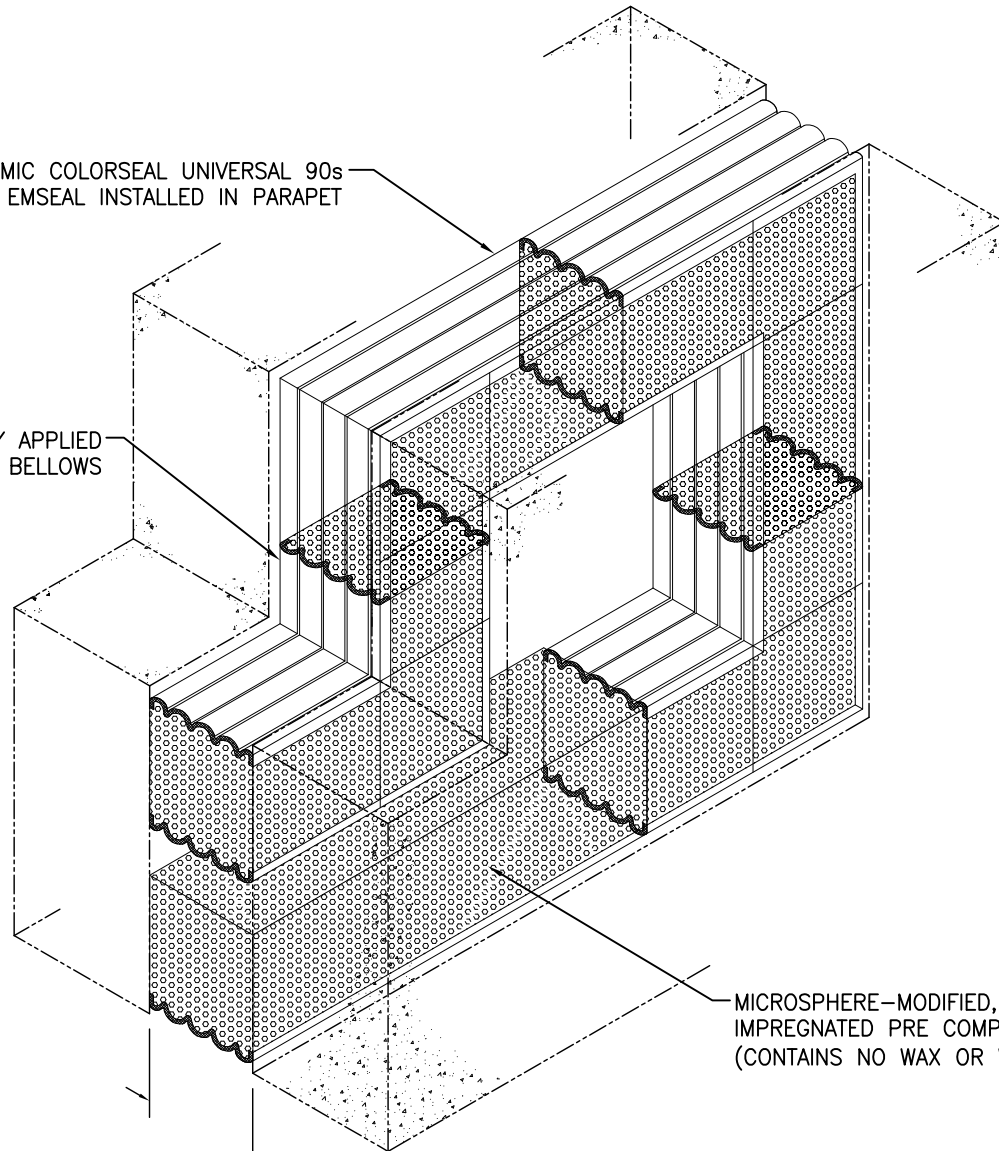 MIC COLORSEAL UNIVERSAL 90s
EMSEAL INSTALLED IN PARAPET
APPLIED
BELLOWS
MICROSPHERE-MODIFIED,
IMPREGNATED PRE COMP
(CONTAINS NO WAX OR